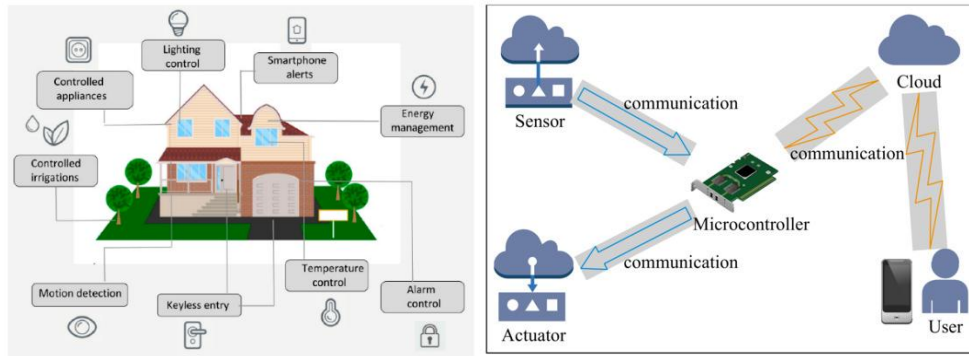 Lighting
control
Smartphone
alerts
Controlled
appliances
Energy
management
Controlled
irrigations
Motion detection
Keyless entry
Temperature
control
Alarm
control
Sensor
communication
Cloud
communication
Microcontroller
communication
Actuator
User